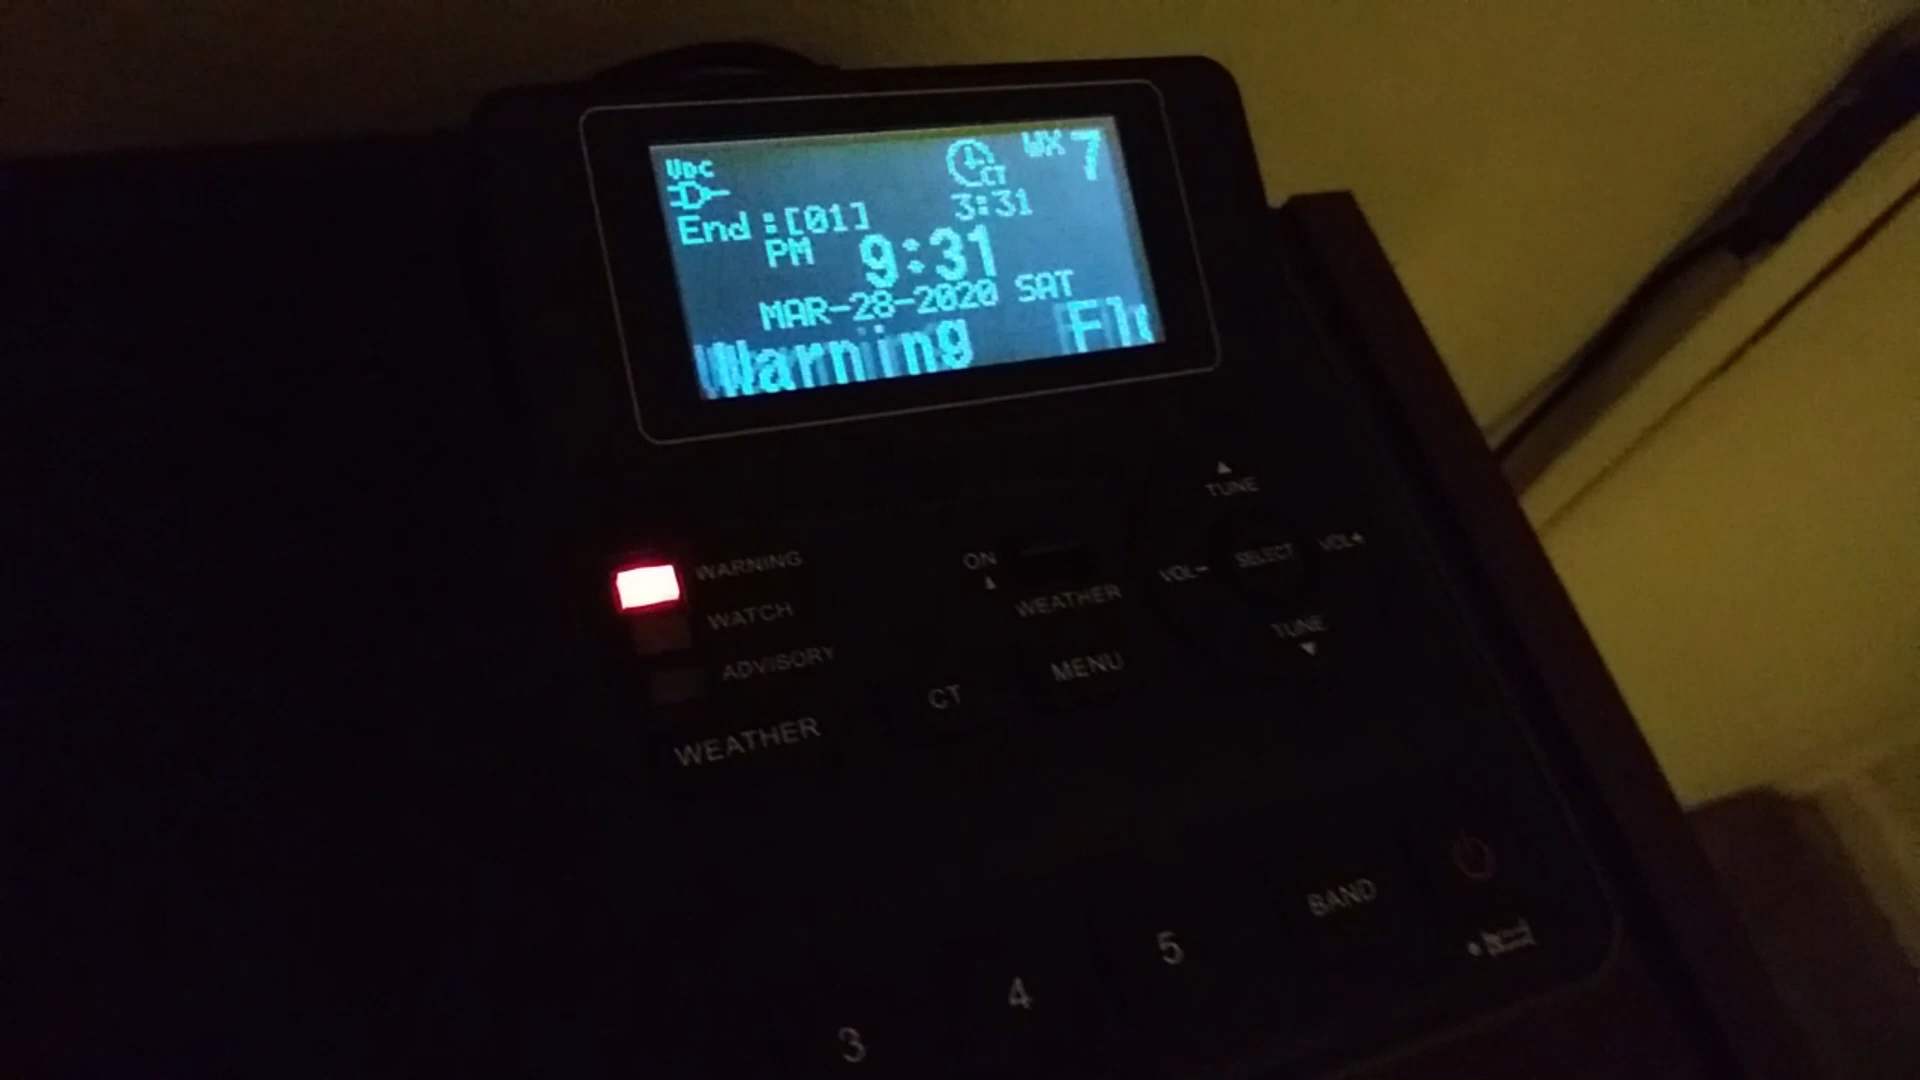 VDC
WX 7
CT
3:31
End :[01]
PM 9:31
MAR-28-2020 SAT
Warning Flo
TUNE
WARNING
ON
VOL-
SELECT
VOL+
WATCH
WEATHER
TUNE
ADVISORY
MENU
CT
WEATHER
BAND
5
4
3